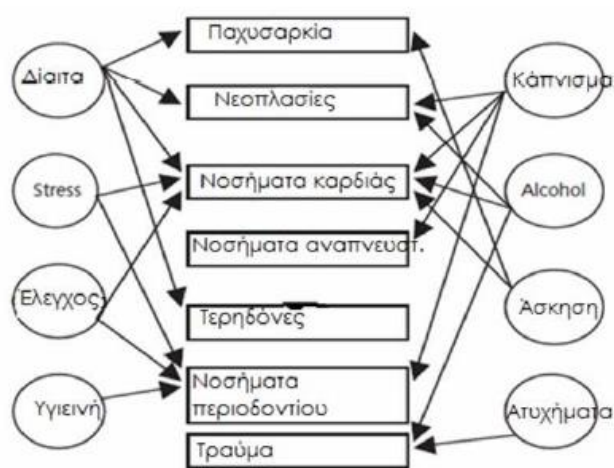 Παχυσαρκία
Δίαιτα
Νεοπλασίες
Κάπνισμα
Stress
Νοσήματα καρδιάς
Alcohol
Νοσήματα αναπνευστ.
Έλεγχος
Τερηδόνες
Άσκηση
Υγιεινή
Νοσήματα
περιοδοντίου
Ατυχήματα
Τραύμα